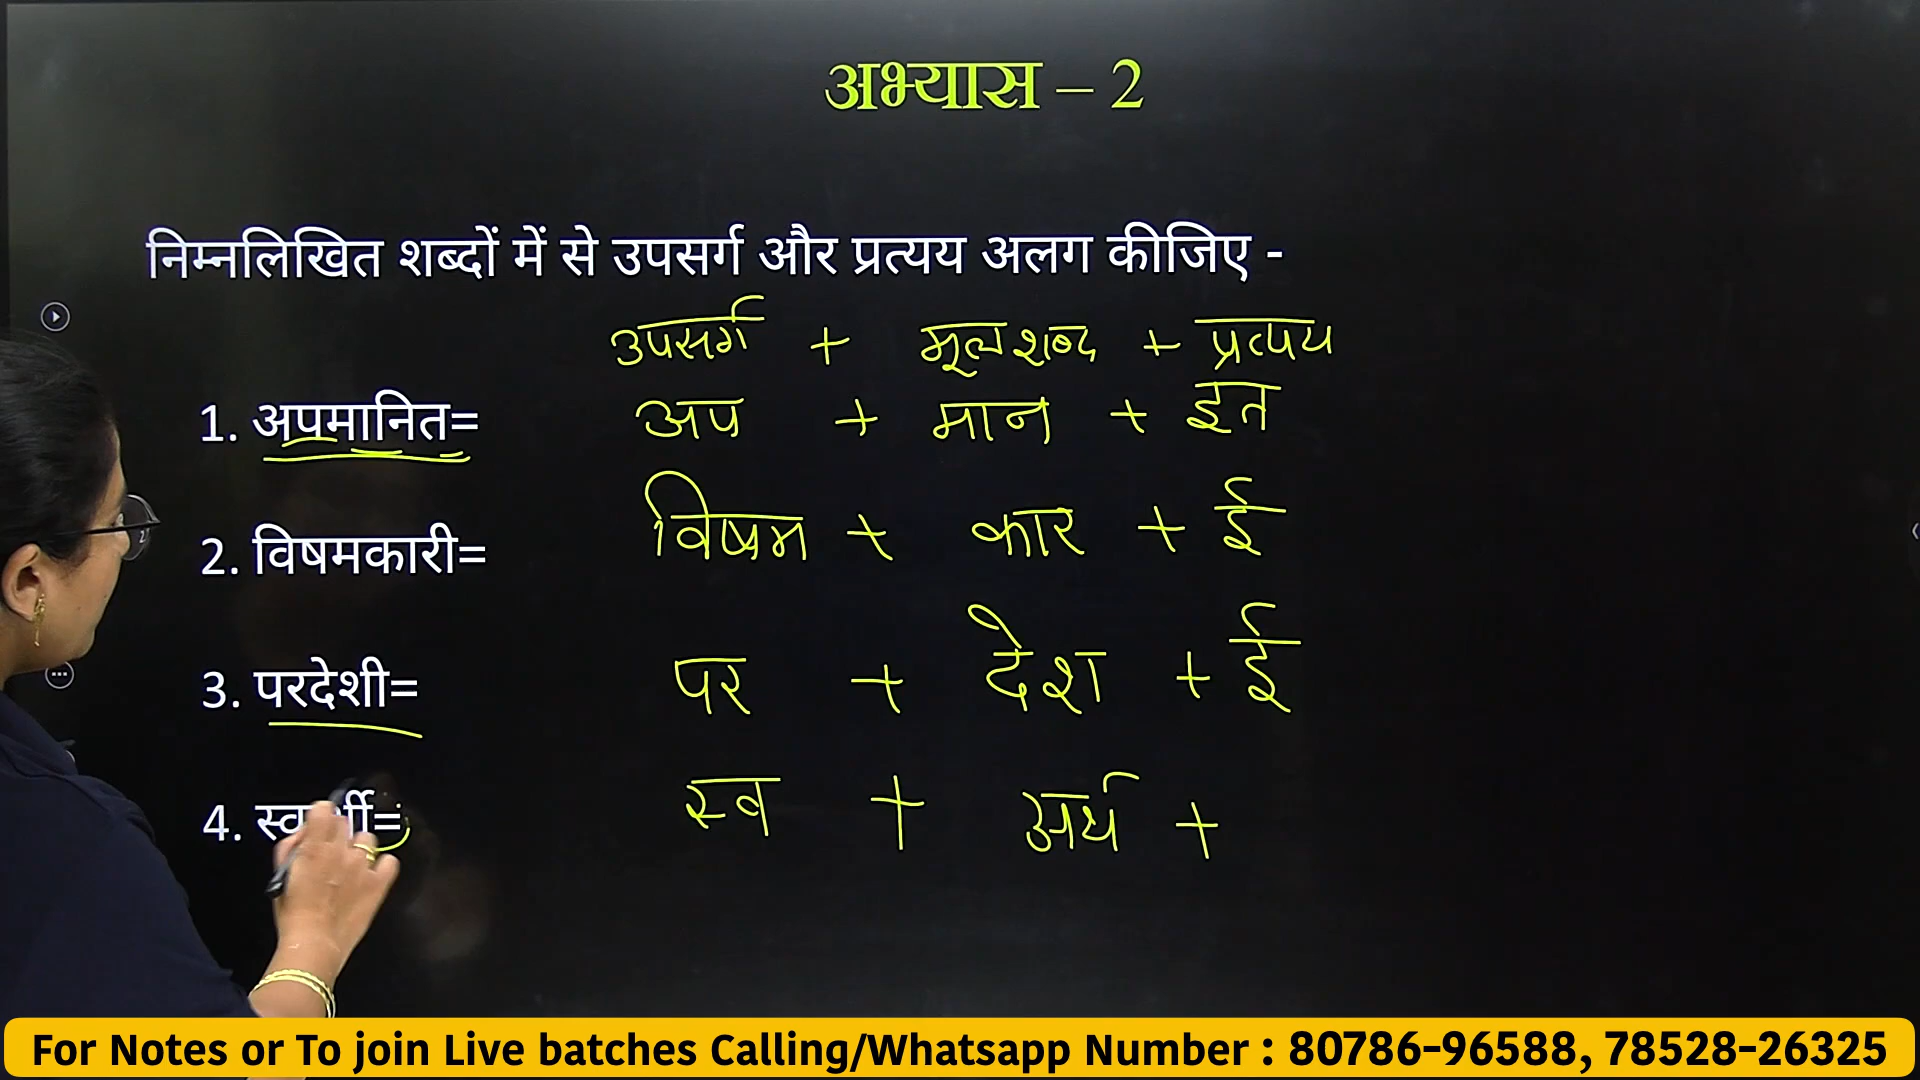 अभ्यास – 2
निम्नलिखित शब्दों में से उपसर्ग और प्रत्यय अलग कीजिए -
उपसर्ग + मूल शब्द + प्रत्यय
1. अपमानित= अप + मान + इत
2. विषमकारी= विषम + कार + ई
3. परदेशी= पर + देश + ई
4. = स्व + अर्थ +
For Notes or To join Live batches Calling/Whatsapp Number : 80786-96588, 78528-26325